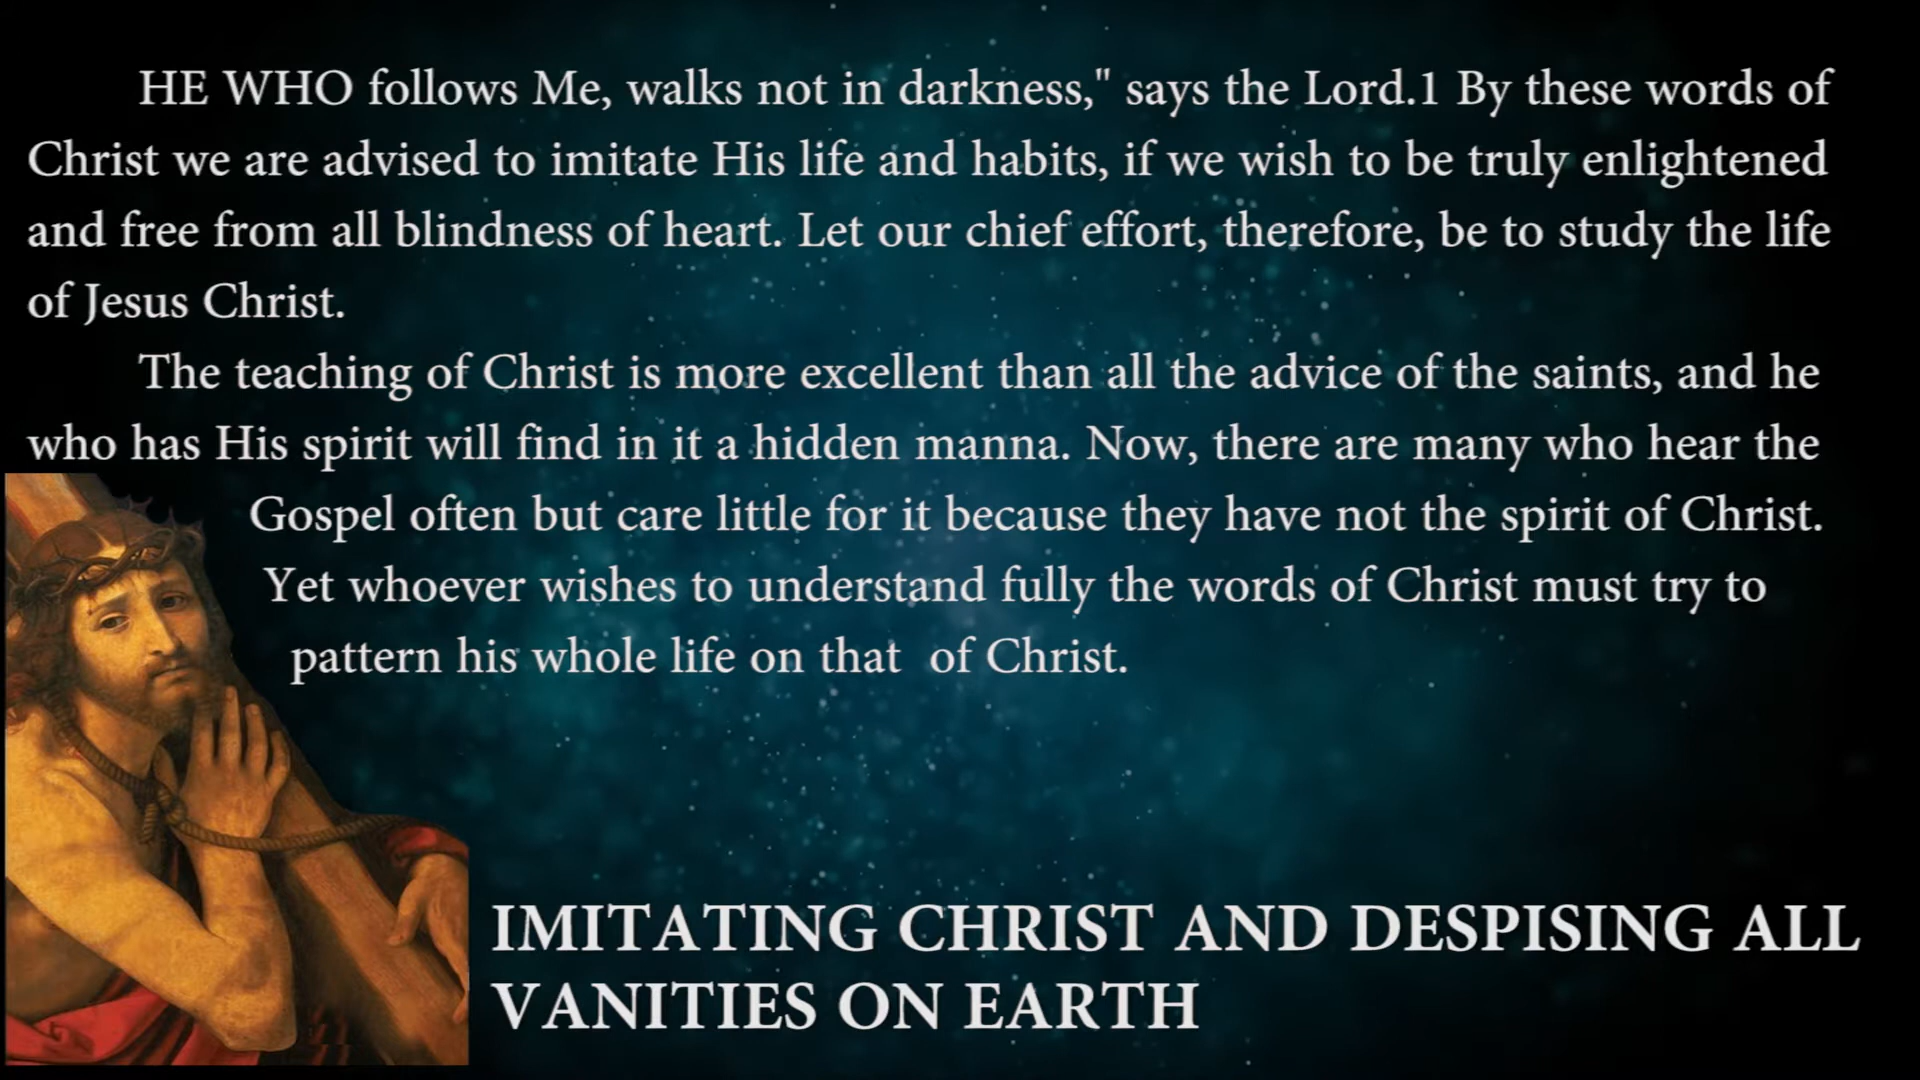 HE WHO follows Me, walks not in darkness," says the Lord.1 By these words of
Christ we are advised to imitate His life and habits, if we wish to be truly enlightened
and free from all blindness of heart. Let our chief effort, therefore, be to study the life
of Jesus Christ.
The teaching of Christ is more excellent than all the advice of the saints, and he
who has His spirit will find in it a hidden manna. Now, there are many who hear the
Gospel often but care little for it because they have not the spirit of Christ.
Yet whoever wishes to understand fully the words of Christ must try to
pattern his whole life on that  of Christ.
IMITATING CHRIST AND DESPISING ALL
VANITIES ON EARTH